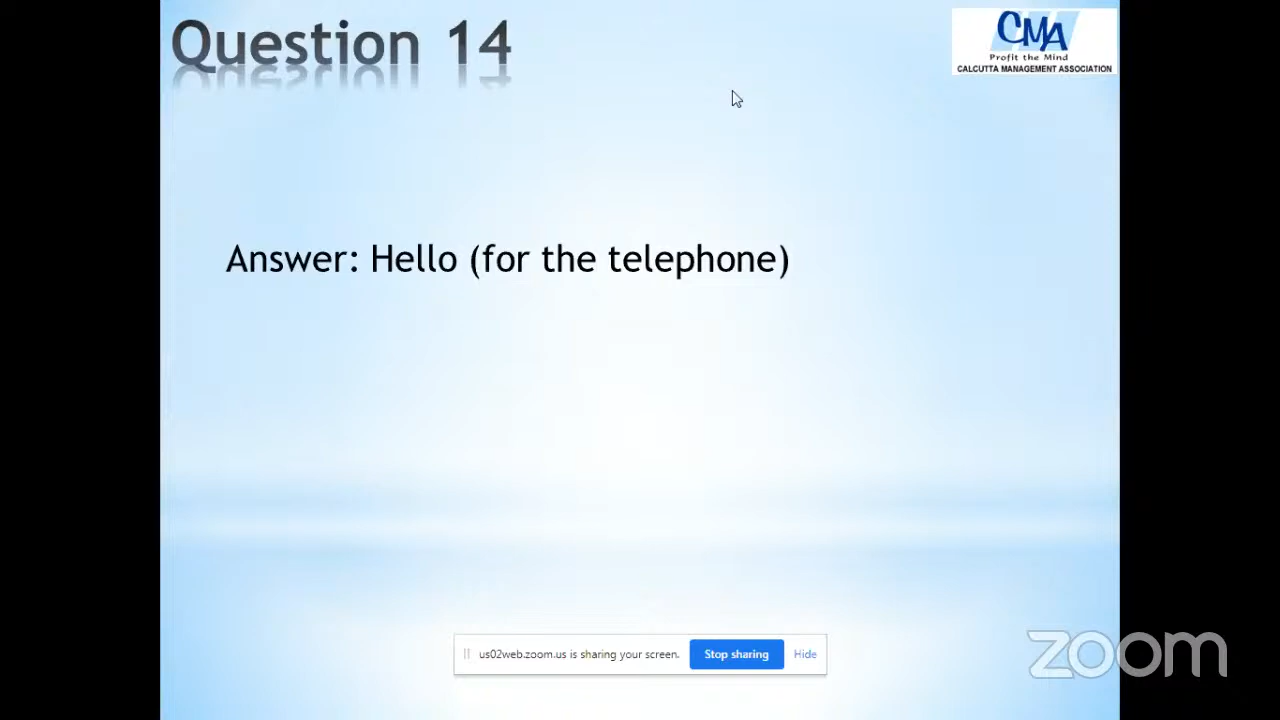 Question 14
CMA
Profit the Mind
CALCUTTA MANAGEMENT ASSOCIATION
Answer: Hello (for the telephone)
us02web.zoom.us is sharing your screen.
Stop sharing
Hide
zoom